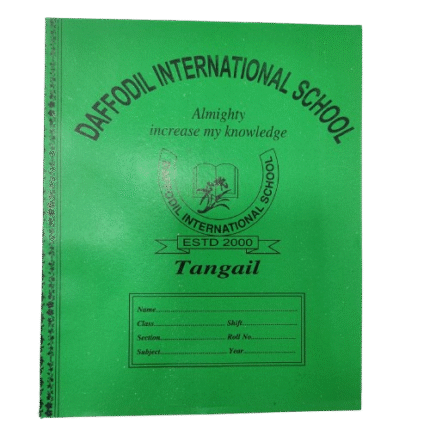 DAFFODIL INTERNATIONAL SCHOOL
Almighty
increase my knowledge
DAFFODIL INTERNATIONAL SCHOOL
ESTD 2000
Tangail
Name
Class Shift
Section Roll No
Subject Year